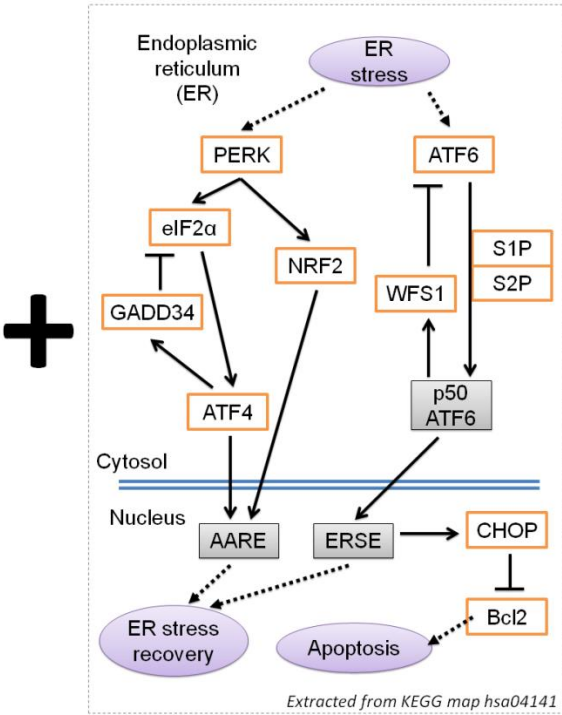 Endoplasmic
reticulum
(ER)
ER
stress
PERK
ATF6
eIF2α
NRF2
S1P
S2P
WFS1
GADD34
p50
ATF6
ATF4
Cytosol
Nucleus
AARE
ERSE
CHOP
Bcl2
ER stress
recovery
Apoptosis
Extracted from KEGG map hsa04141